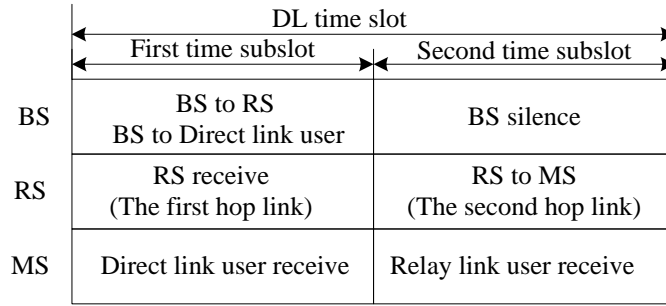 DL time slot
First time subslot
Second time subslot
BS
BS to RS
BS to Direct link user
BS silence
RS
RS receive
(The first hop link)
RS to MS
(The second hop link)
MS
Direct link user receive
Relay link user receive